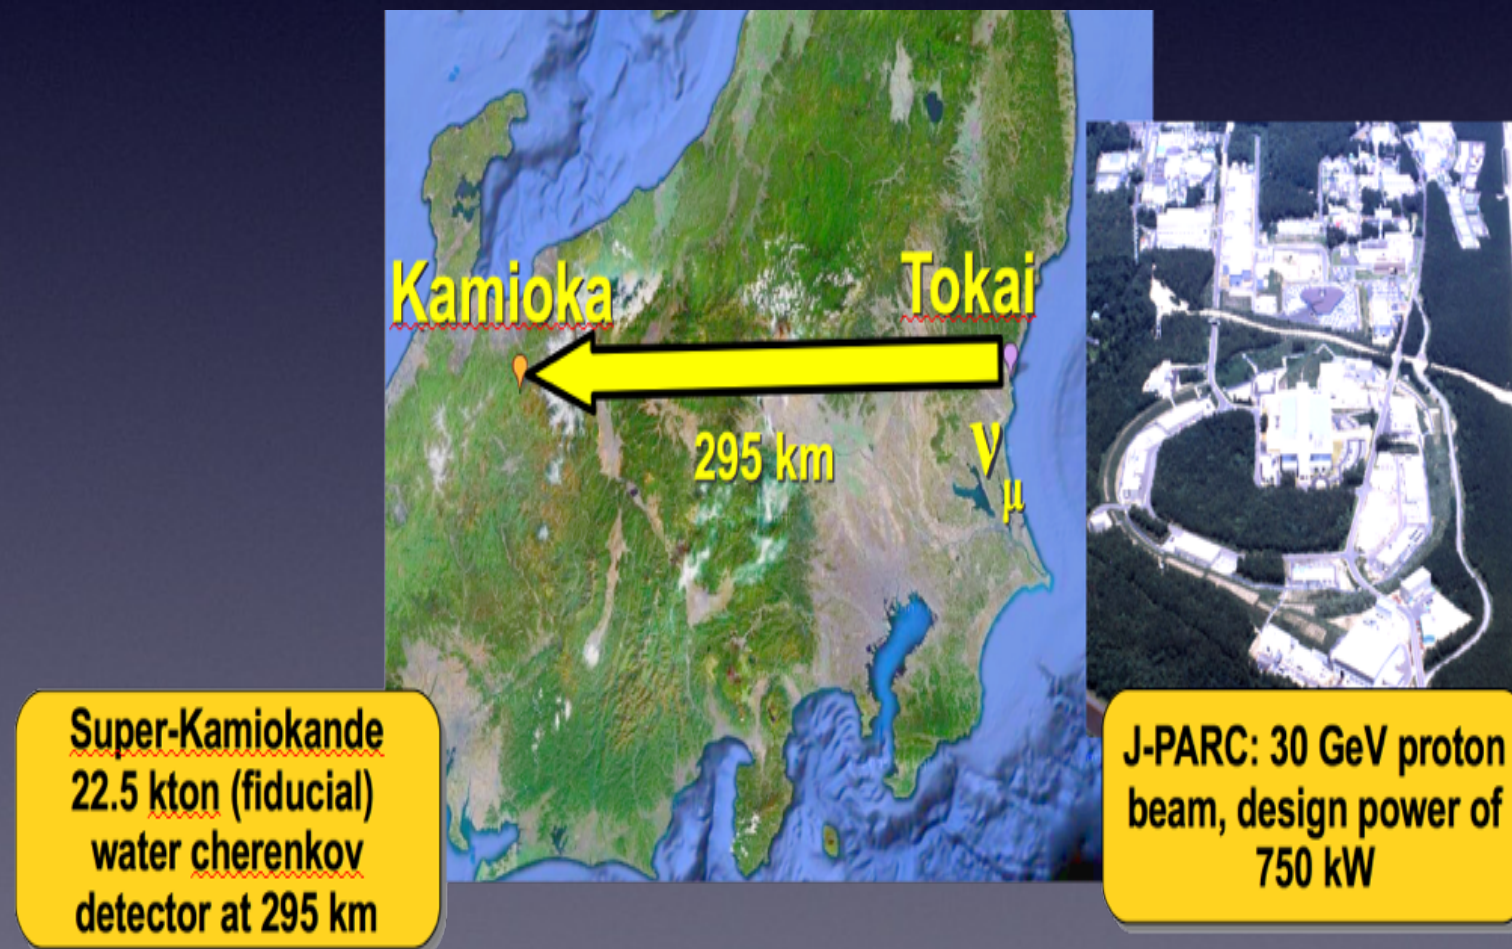 Kamioka
Tokai
295 km
ν
μ
Super-Kamiokande
22.5 kton (fiducial)
water cherenkov
detector at 295 km
J-PARC: 30 GeV proton
beam, design power of
750 kW